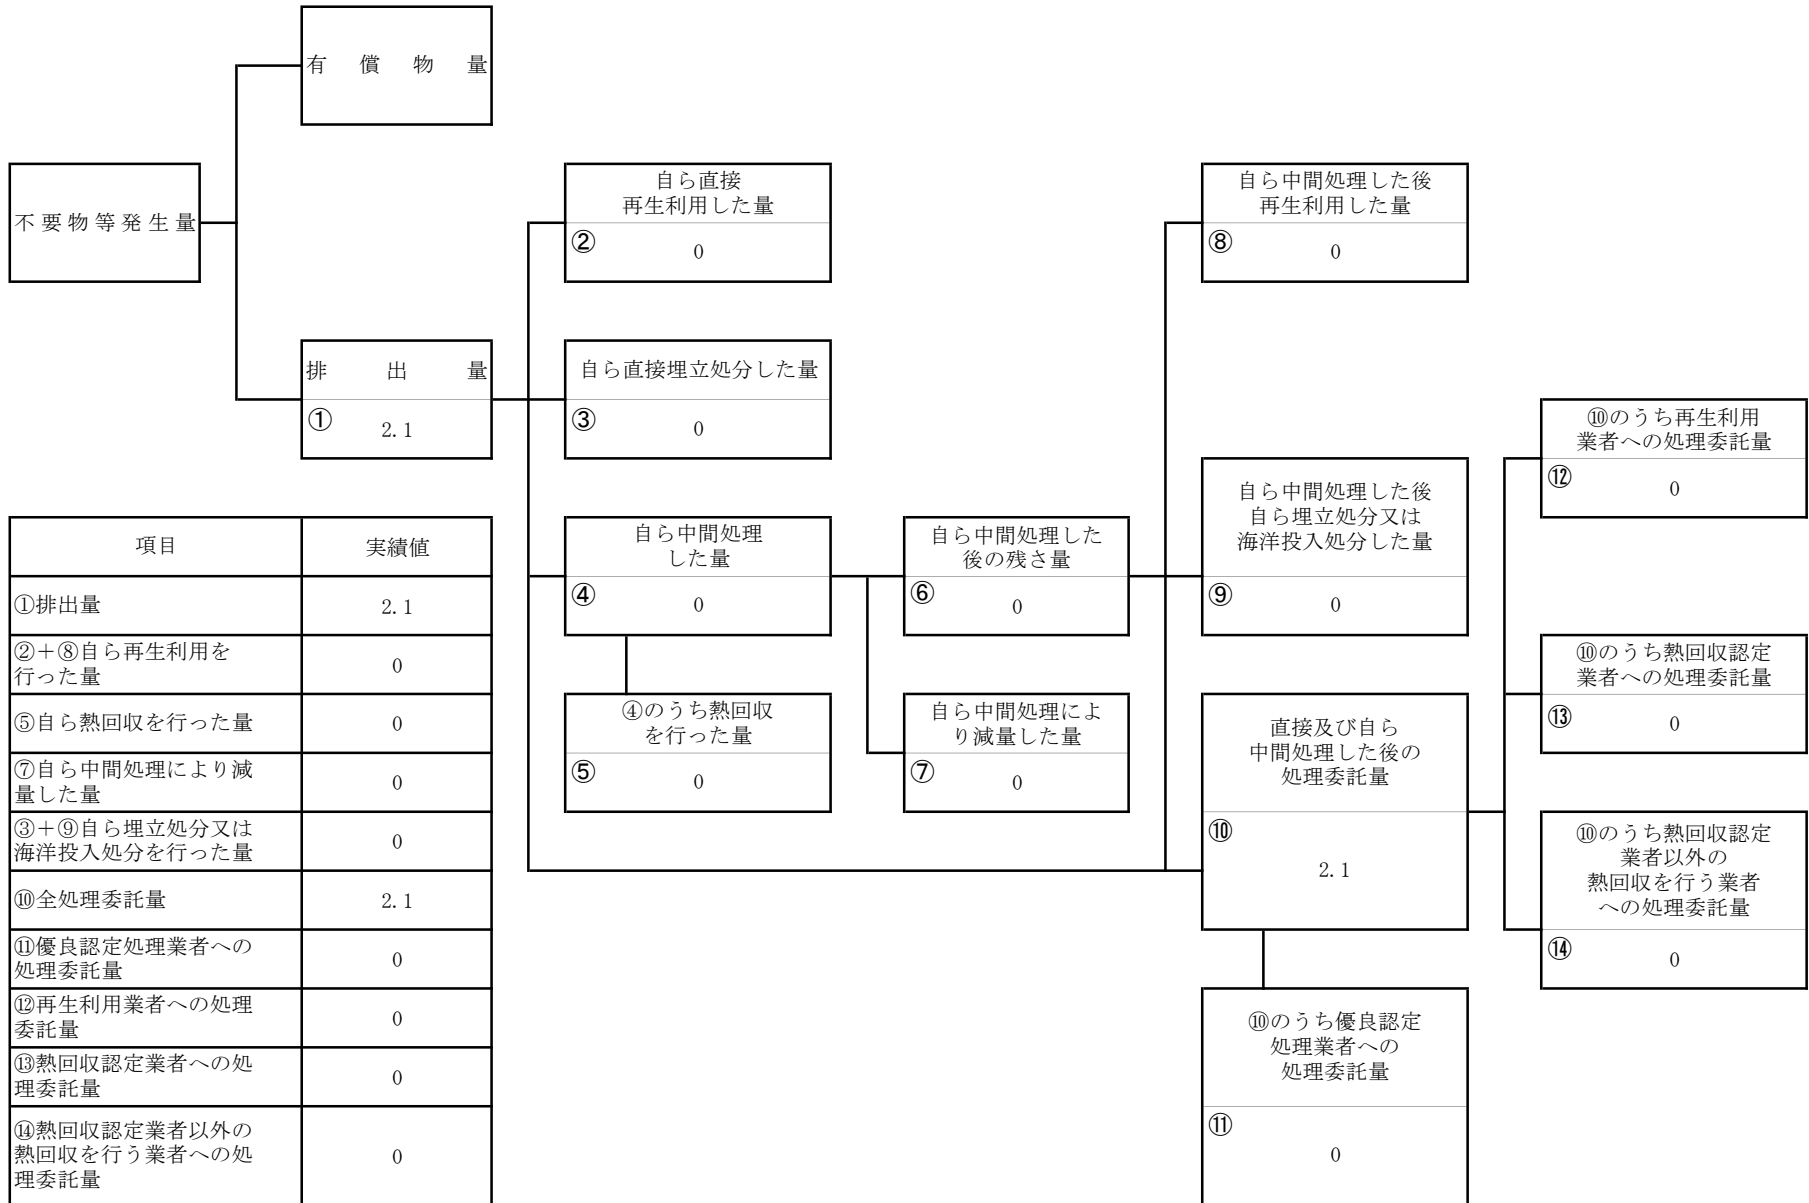 有償物量
不要物等発生量
自ら直接
再生利用した量
②
0
自ら中間処理した後
再生利用した量
⑧
0
排出量
①
2.1
自ら直接埋立処分した量
③
0
⑩のうち再生利用
業者への処理委託量
⑫
0
自ら中間処理した後
自ら埋立処分又は
海洋投入処分した量
⑨
0
自ら中間処理
した量
④
0
自ら中間処理した
後の残さ量
⑥
0
⑩のうち熱回収認定
業者への処理委託量
⑬
0
④のうち熱回収
を行った量
⑤
0
自ら中間処理によ
り減量した量
⑦
0
直接及び自ら
中間処理した後の
処理委託量
⑩
2.1
⑩のうち熱回収認定
業者以外の
熱回収を行う業者
への処理委託量
⑭
0
⑩のうち優良認定
処理業者への
処理委託量
⑪
0
項目 実績値
①排出量 2.1
②＋⑧自ら再生利用を
行った量
0
⑤自ら熱回収を行った量 0
⑦自ら中間処理により減
量した量
0
③＋⑨自ら埋立処分又は
海洋投入処分を行った量
0
⑩全処理委託量 2.1
⑪優良認定処理業者への
処理委託量
0
⑫再生利用業者への処理
委託量
0
⑬熱回収認定業者への処
理委託量
0
⑭熱回収認定業者以外の
熱回収を行う業者への処
理委託量
0